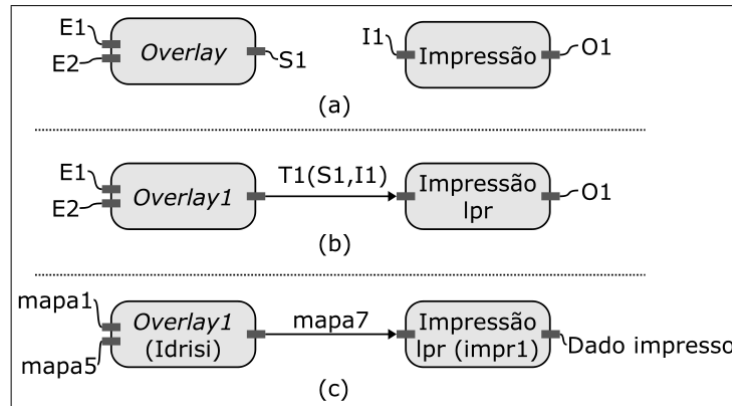 E1
E2
Overlay
S1
I1
Impressão
O1
(a)
E1
E2
Overlay1
T1(S1,I1)
Impressão
lpr
O1
(b)
mapa1
mapa5
Overlay1
(Idrisi)
mapa7
Impressão
lpr (impr1)
Dado impresso
(c)